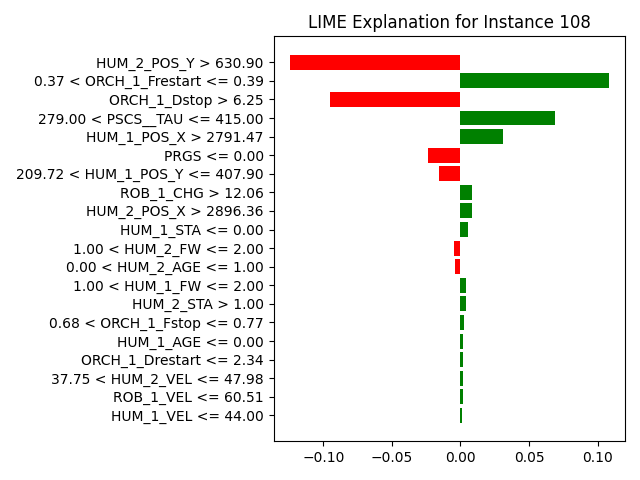 LIME Explanation for Instance 108
HUM_2_POS_Y > 630.90
0.37 < ORCH_1_Frestart <= 0.39
ORCH_1_Dstop > 6.25
279.00 < PSCS__TAU <= 415.00
HUM_1_POS_X > 2791.47
PRGS <= 0.00
209.72 < HUM_1_POS_Y <= 407.90
ROB_1_CHG > 12.06
HUM_2_POS_X > 2896.36
HUM_1_STA <= 0.00
1.00 < HUM_2_FW <= 2.00
0.00 < HUM_2_AGE <= 1.00
1.00 < HUM_1_FW <= 2.00
HUM_2_STA > 1.00
0.68 < ORCH_1_Fstop <= 0.77
HUM_1_AGE <= 0.00
ORCH_1_Drestart <= 2.34
37.75 < HUM_2_VEL <= 47.98
ROB_1_VEL <= 60.51
HUM_1_VEL <= 44.00
−0.10 −0.05 0.00 0.05 0.10